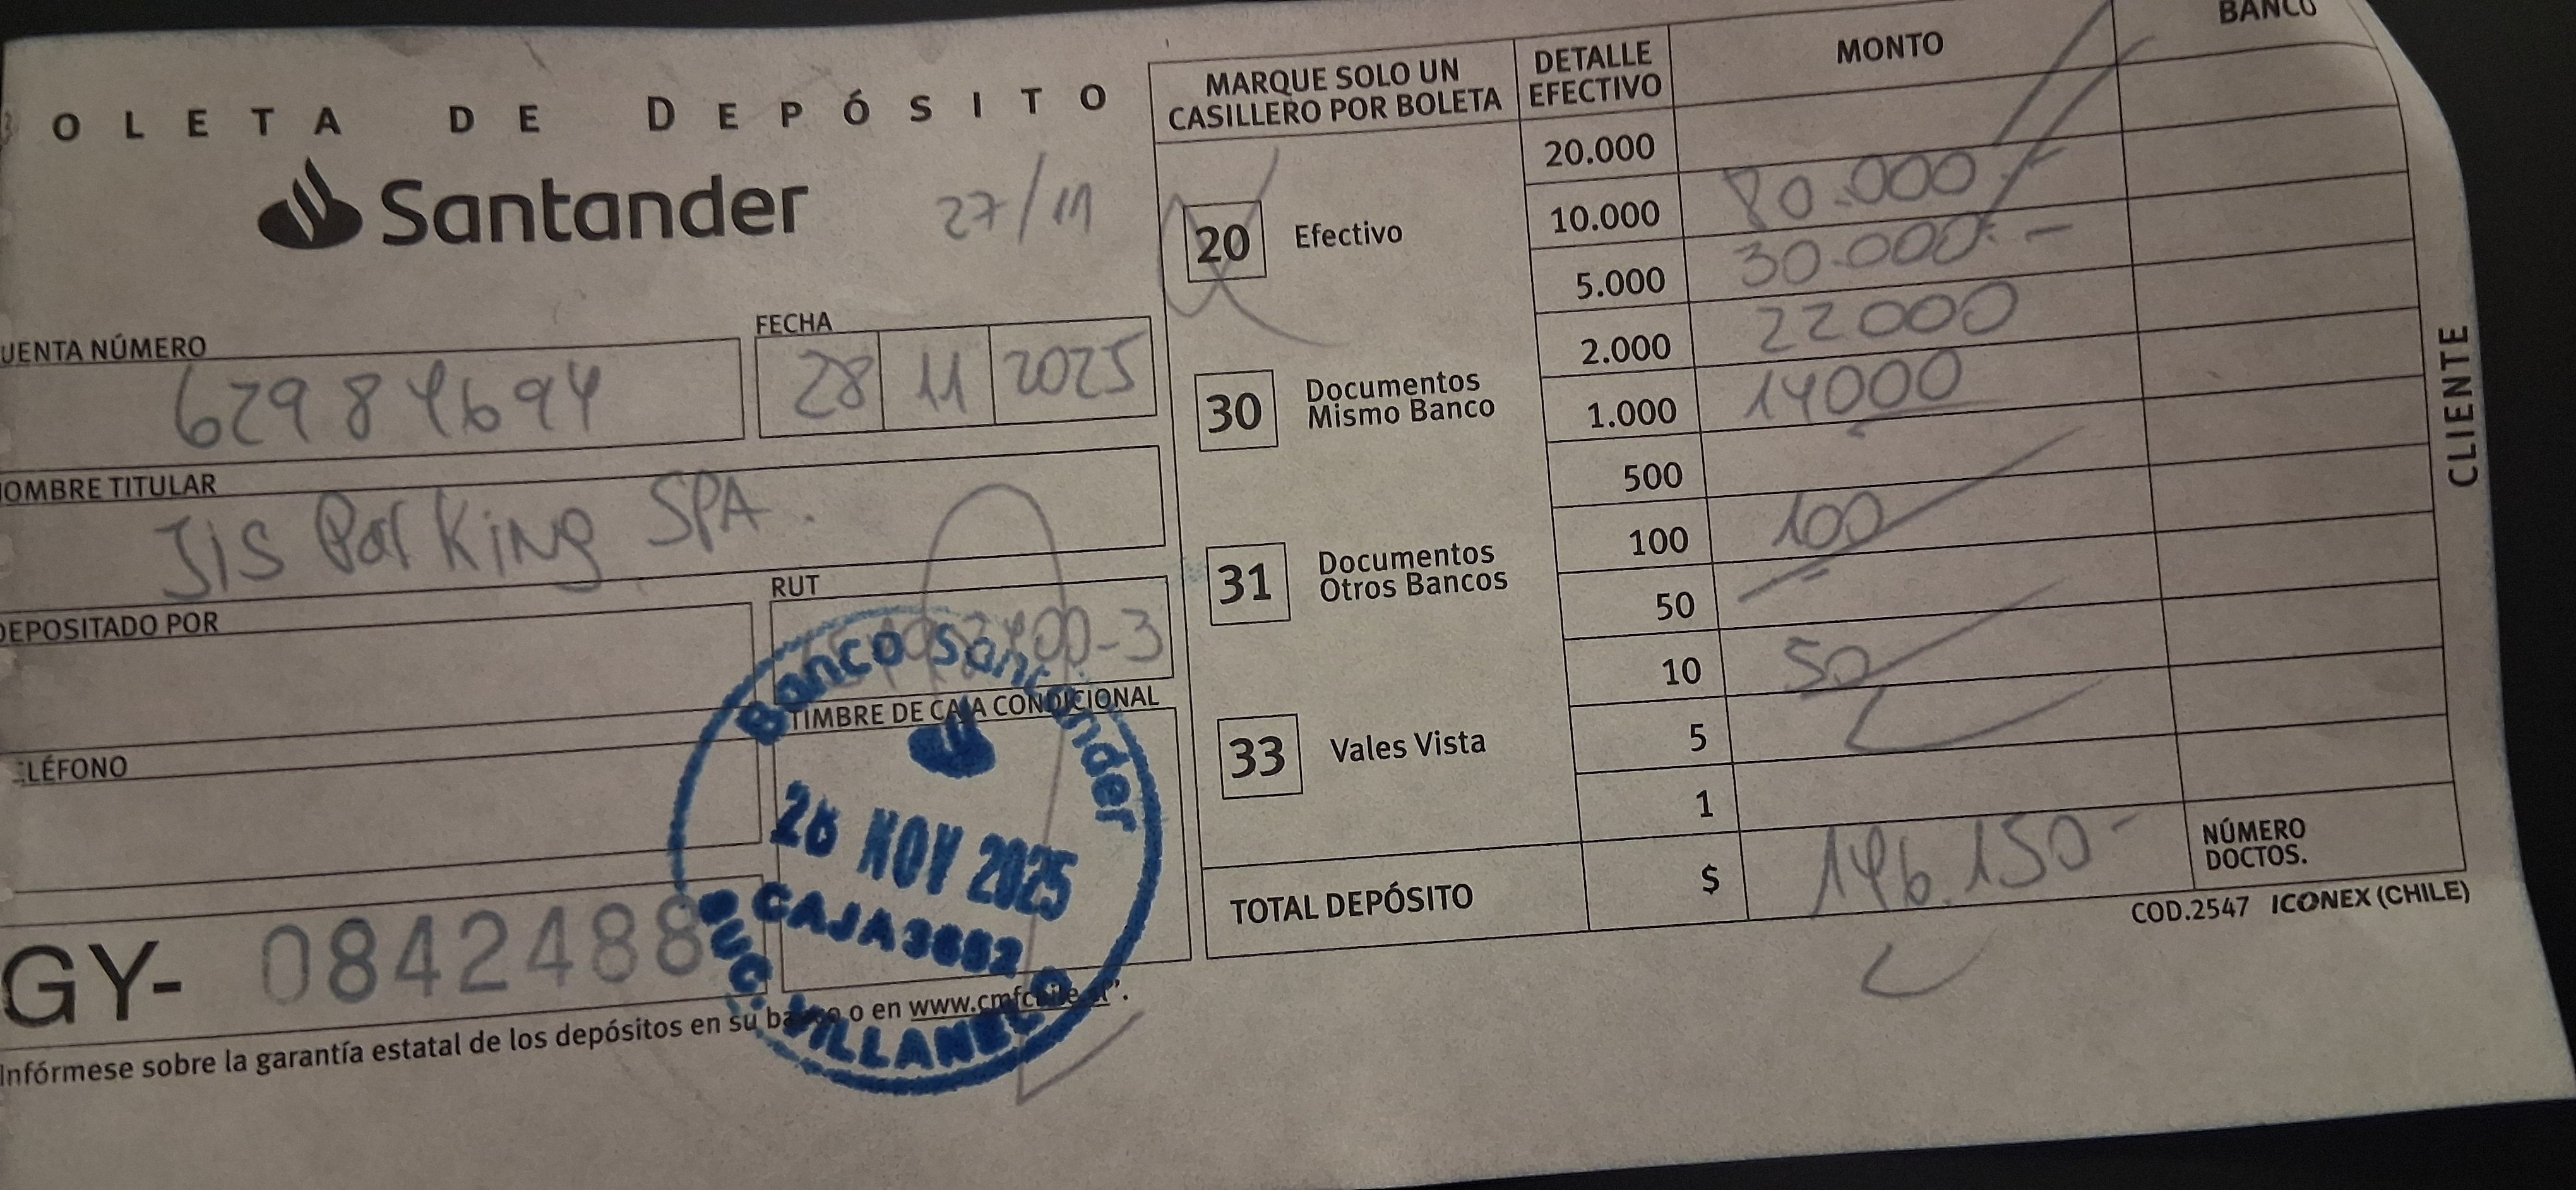 OLETA DE DEPÓSITO
Santander
27/11
UENTA NÚMERO
62984694
FECHA
28 11 2025
OMBRE TITULAR
JIS Parking SPA.
DEPOSITADO POR
RUT
00-3
ELÉFONO
TIMBRE DE CAJA CONDICIONAL
Banco Santander
NOV 2025
CAJA 3652
SUC. VILLANELO
GY- 0842488
Infórmese sobre la garantía estatal de los depósitos en su banco o en www.cmfchile.cl".
MARQUE SOLO UN CASILLERO POR BOLETA
20 Efectivo
30 Documentos Mismo Banco
31 Documentos Otros Bancos
33 Vales Vista
DETALLE EFECTIVO MONTO BANCO
20.000
10.000 80.000.-
5.000 30.000.-
2.000 22000
1.000 14000
500
100 100
50
10 50
5
1
TOTAL DEPÓSITO $ 146.150-
NÚMERO DOCTOS.
COD.2547 ICONEX (CHILE)
CLIENTE